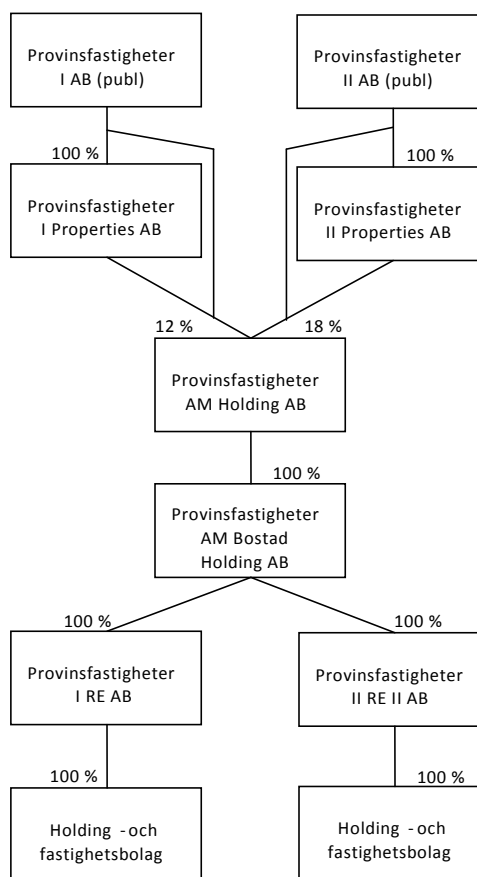 Provinsfastigheter
I AB (publ)
Provinsfastigheter
II AB (publ)
100 %
100 %
Provinsfastigheter
I Properties AB
Provinsfastigheter
II Properties AB
12 %
18 %
Provinsfastigheter
AM Holding AB
100 %
Provinsfastigheter
AM Bostad
Holding AB
100 %
100 %
Provinsfastigheter
I RE AB
Provinsfastigheter
II RE II AB
100 %
100 %
Holding - och
fastighetsbolag
Holding - och
fastighetsbolag